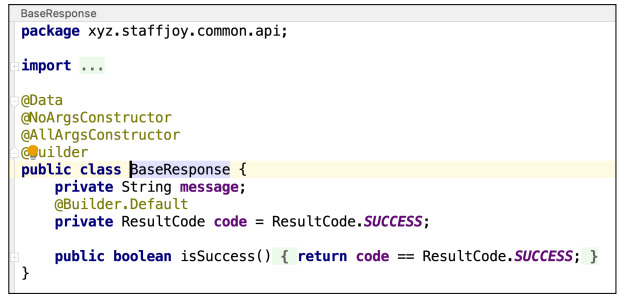 BaseResponse
package xyz.staffjoy.common.api;
import ...
@Data
@NoArgsConstructor
@AllArgsConstructor
@Builder
public class BaseResponse {
    private String message;
    @Builder.Default
    private ResultCode code = ResultCode.SUCCESS;
    public boolean isSuccess() { return code == ResultCode.SUCCESS; }
}